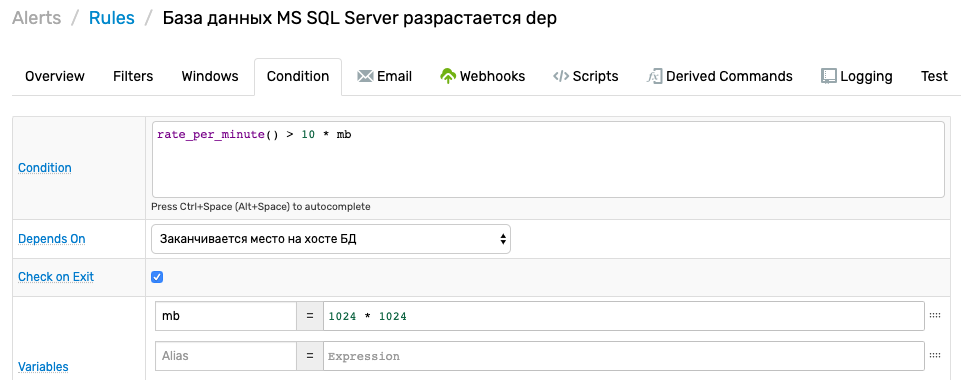 Alerts / Rules / База данных MS SQL Server разрастается dep
Overview Filters Windows Condition Email Webhooks </> Scripts Derived Commands Logging Test
Condition
rate_per_minute() > 10 * mb
Press Ctrl+Space (Alt+Space) to autocomplete
Depends On Заканчивается место на хосте БД
Check on Exit
mb = 1024 * 1024
Variables
Alias = Expression